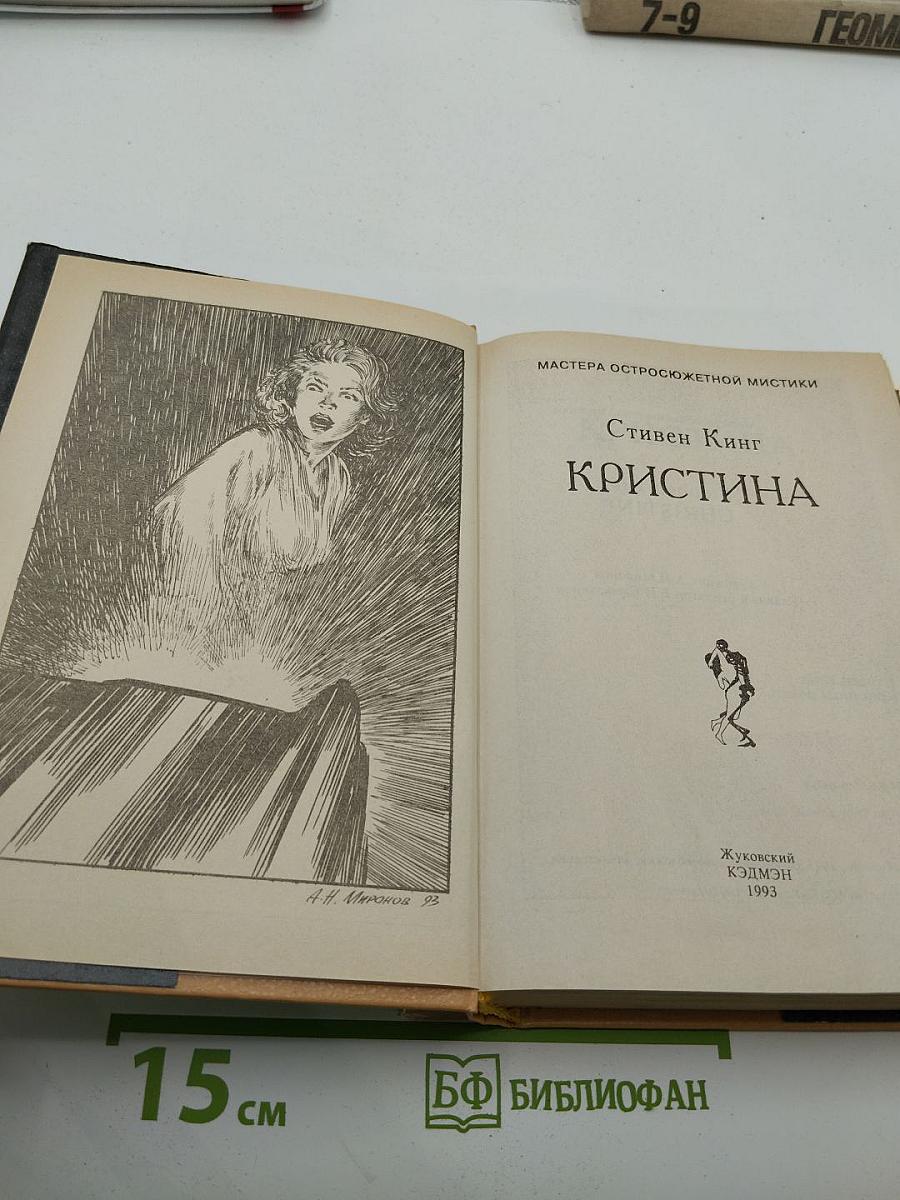 7-9
ГЕОМ
МАСТЕРА ОСТРОСЮЖЕТНОЙ МИСТИКИ
Стивен Кинг
КРИСТИНА
Жуковский
КЭДМЭН
1993
А.Н. Миронов 93
15 см
БФ БИБЛИОФАН